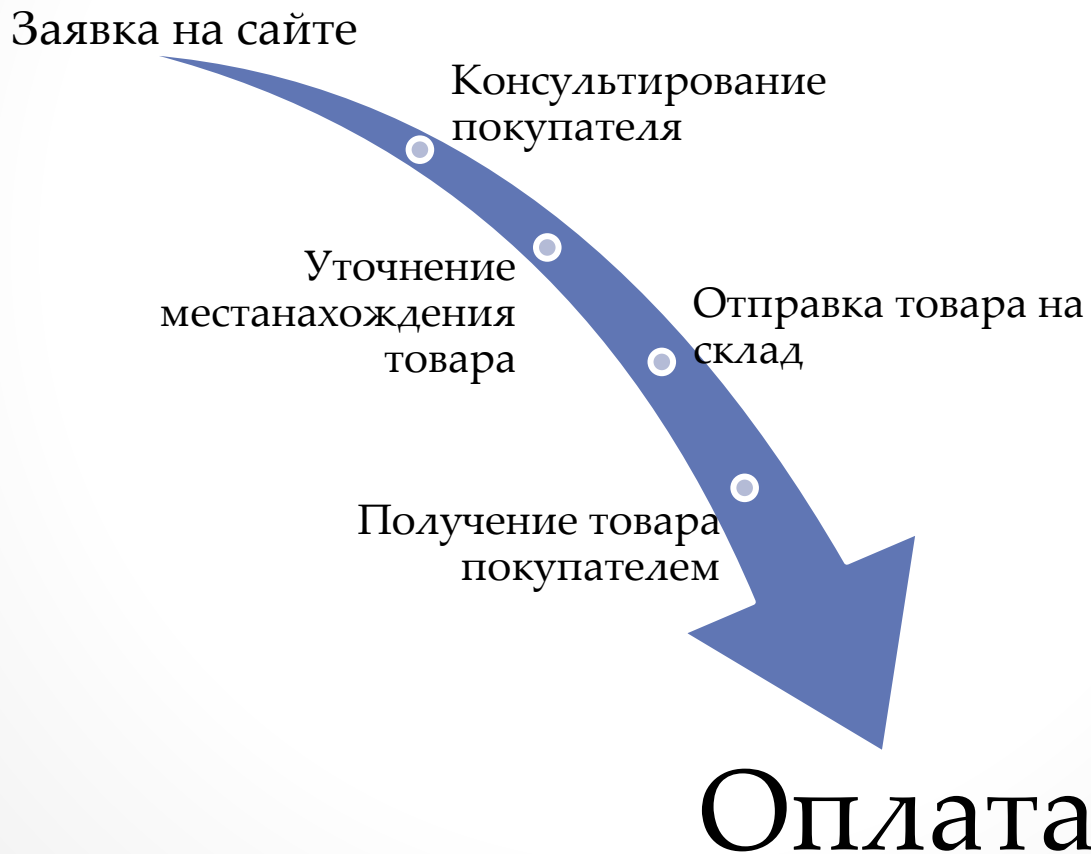 Заявка на сайте
Консультирование
покупателя
Уточнение
местанахождения
товара
Отправка товара на
склад
Получение товара
покупателем
Оплата